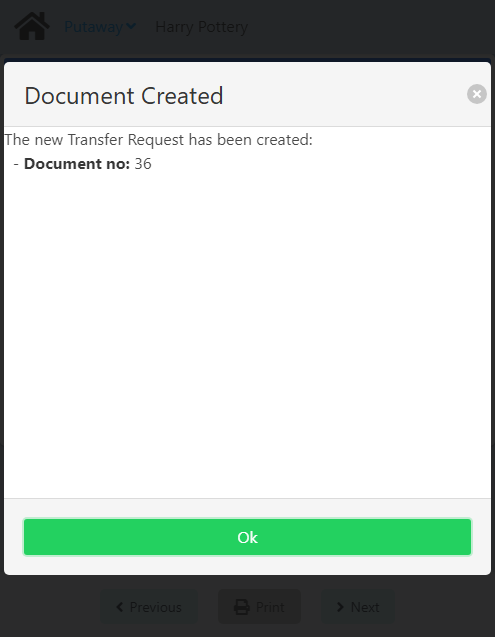 Putaway Harry Pottery
Document Created
The new Transfer Request has been created:
- Document no: 36
Ok
Previous Print Next